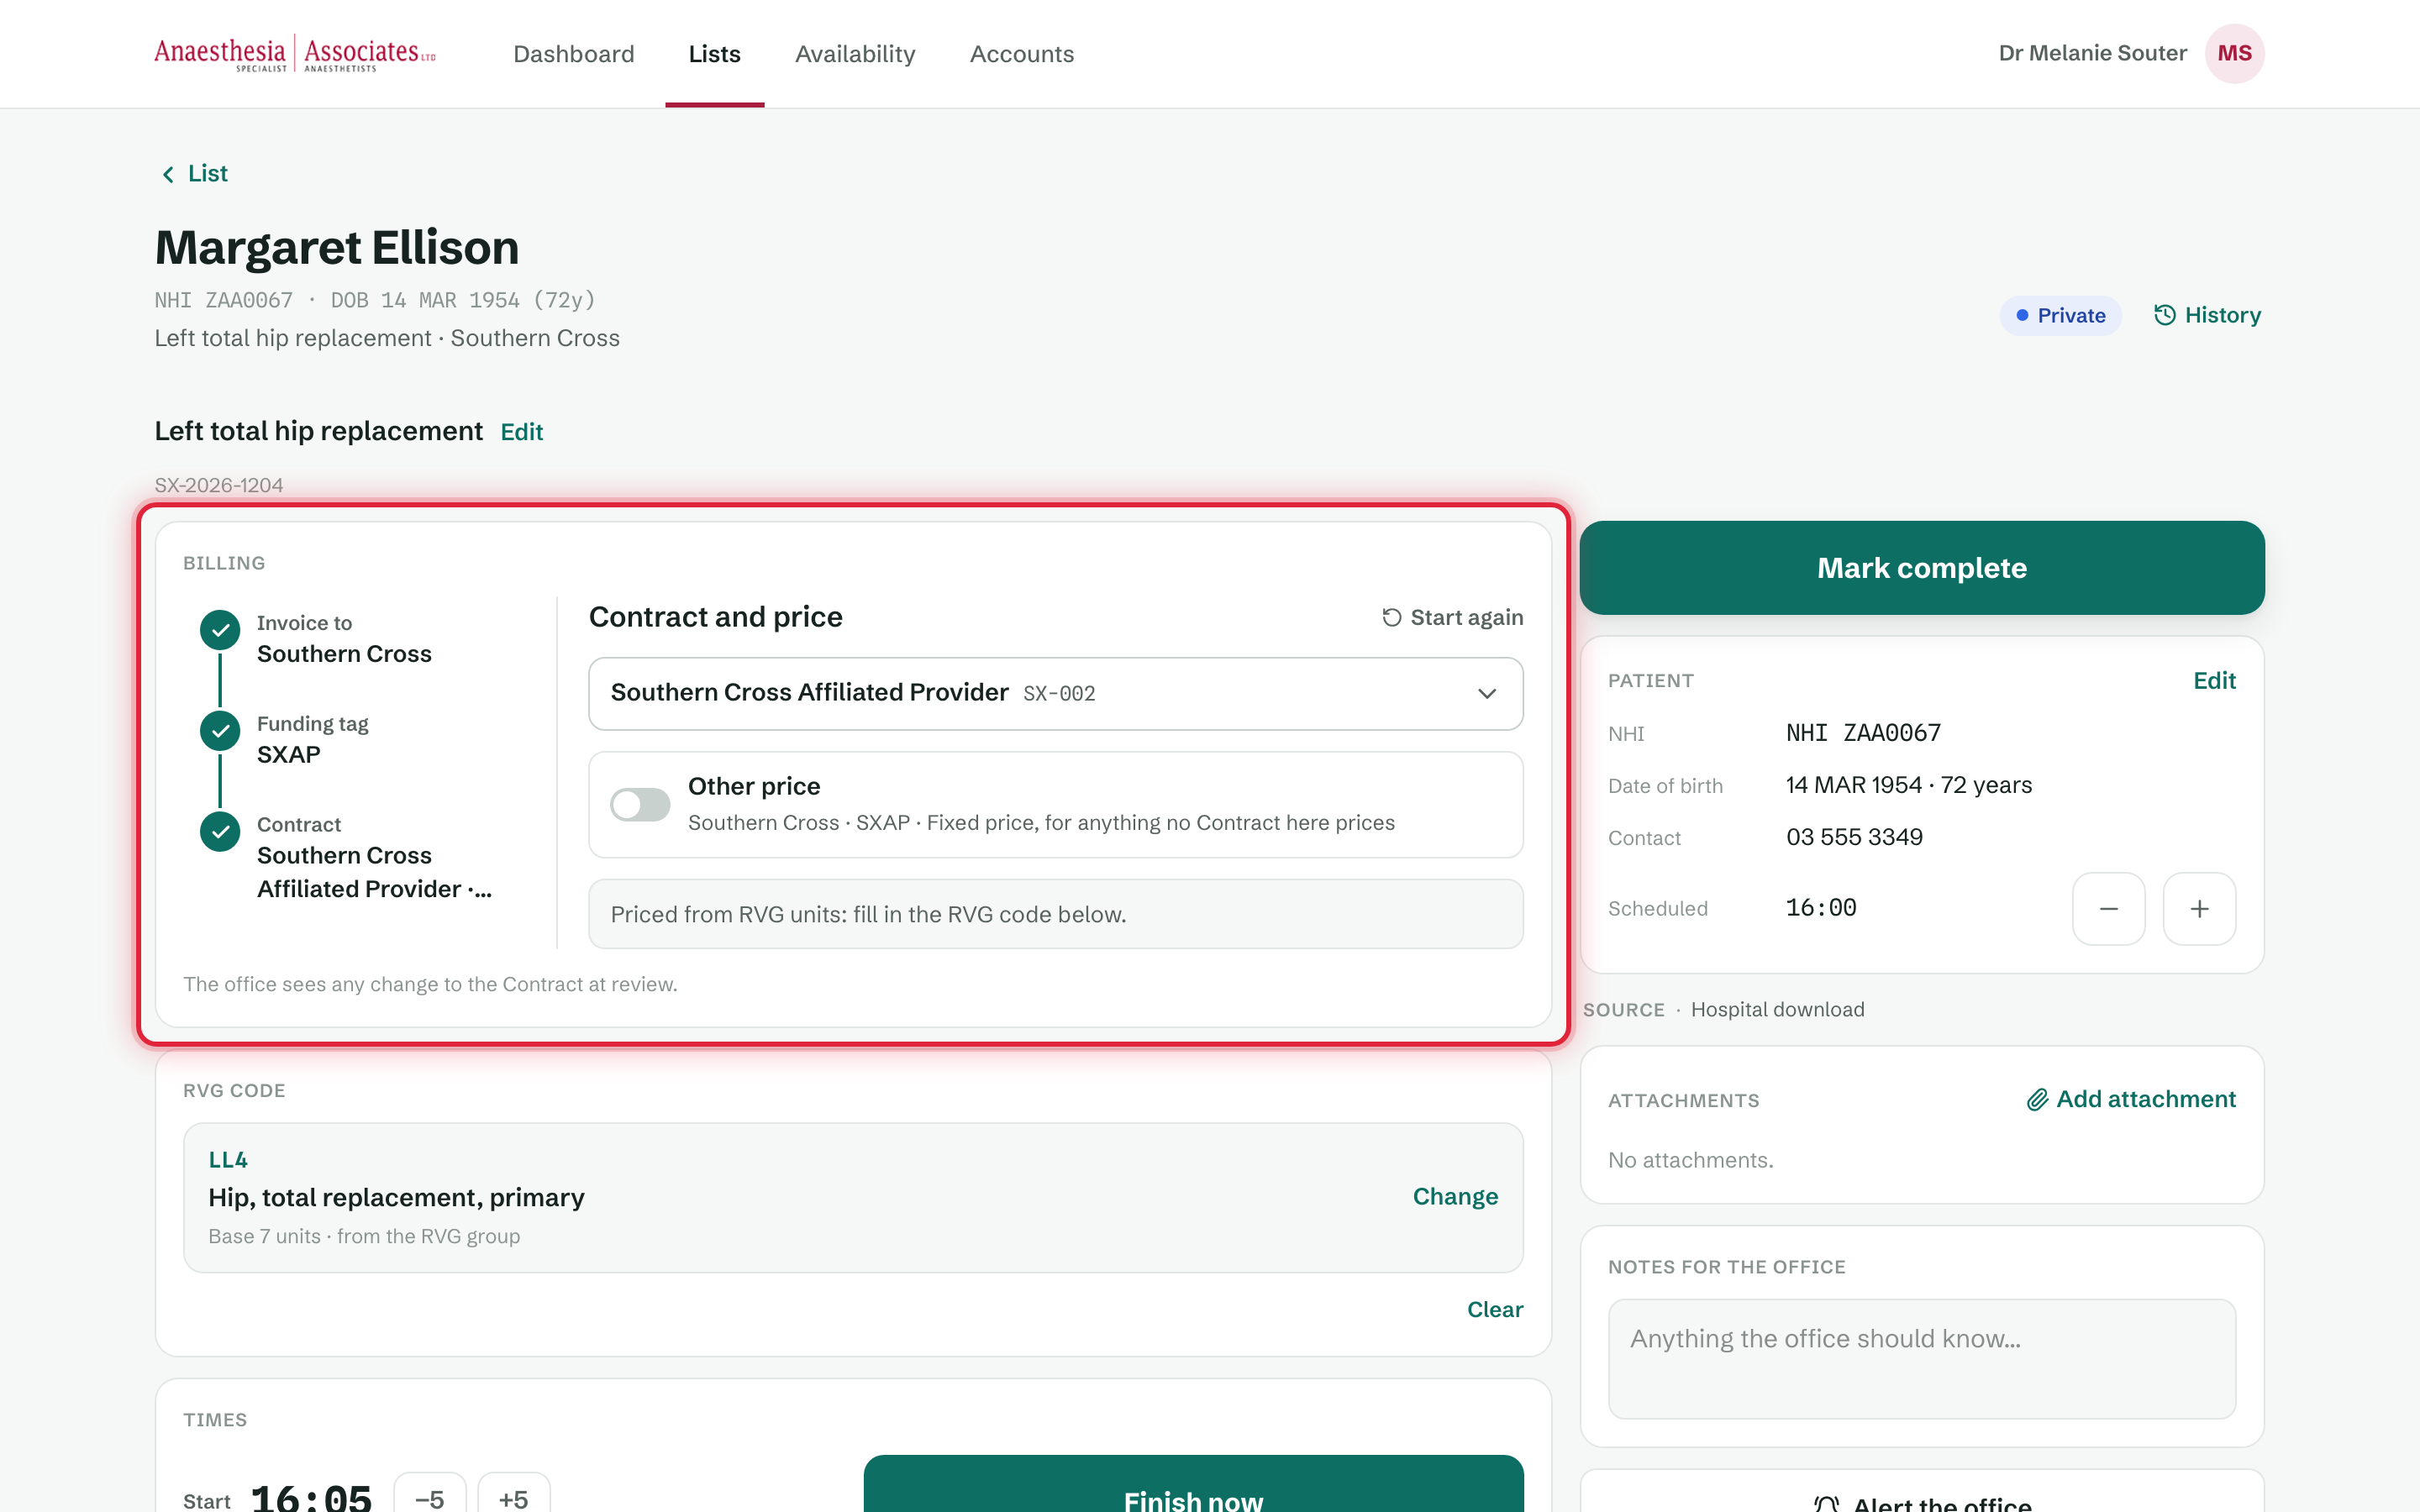 Anaesthesia | Associates LTD
SPECIALIST ANAESTHETISTS
Dashboard
Lists
Availability
Accounts
Dr Melanie Souter
MS
List
Margaret Ellison
NHI ZAA0067 · DOB 14 MAR 1954 (72y)
Left total hip replacement · Southern Cross
Private
History
Left total hip replacement Edit
SX-2026-1204
BILLING
Invoice to
Southern Cross
Funding tag
SXAP
Contract
Southern Cross
Affiliated Provider ·...
Contract and price
Start again
Southern Cross Affiliated Provider SX-002
Other price
Southern Cross · SXAP · Fixed price, for anything no Contract here prices
Priced from RVG units: fill in the RVG code below.
The office sees any change to the Contract at review.
RVG CODE
LL4
Hip, total replacement, primary
Base 7 units · from the RVG group
Change
Clear
TIMES
Start 16:05 −5 +5
Finish now
Mark complete
PATIENT
Edit
NHI NHI ZAA0067
Date of birth 14 MAR 1954 · 72 years
Contact 03 555 3349
Scheduled 16:00 − +
SOURCE · Hospital download
ATTACHMENTS
Add attachment
No attachments.
NOTES FOR THE OFFICE
Anything the office should know...
Alert the office